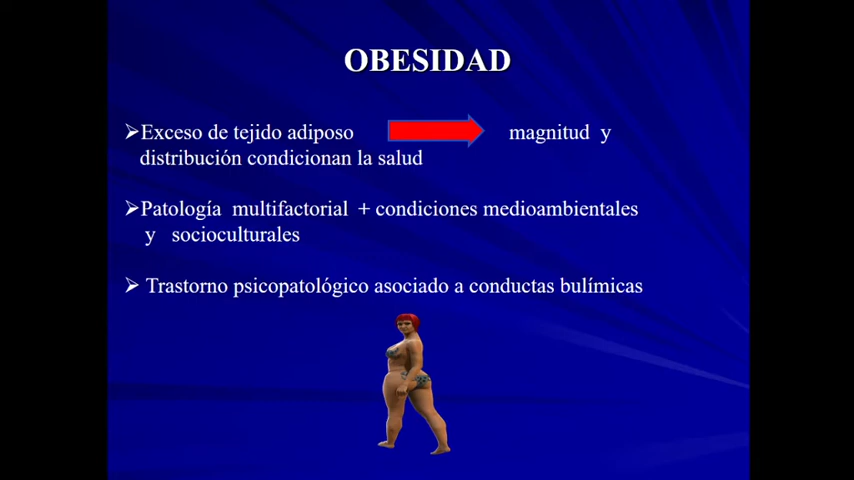 OBESIDAD
➢Exceso de tejido adiposo magnitud y
distribución condicionan la salud
➢Patología multifactorial + condiciones medioambientales
y socioculturales
➢ Trastorno psicopatológico asociado a conductas bulímicas